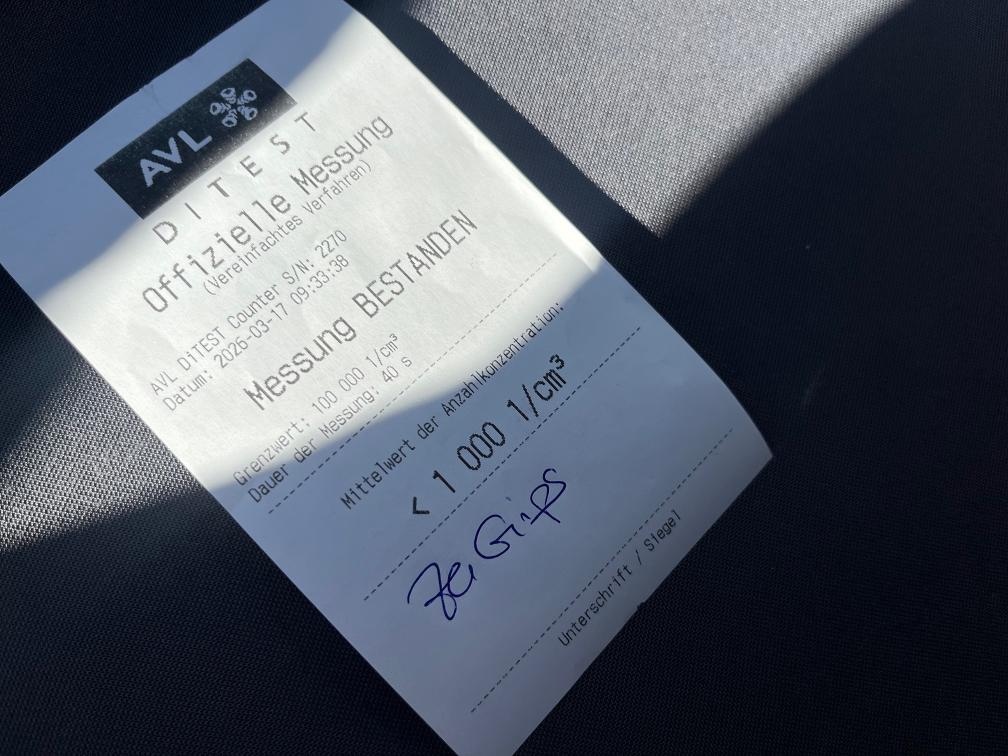 AVL
DITEST
Offizielle Messung
(Vereinfachtes Verfahren)
AVL DiTEST Counter S/N: 2270
Datum: 2026-03-17 09:33:38
Messung BESTANDEN
Grenzwert: 100 000 1/cm³
Dauer der Messung: 40 s
Mittelwert der Anzahlkonzentration:
< 1 000 1/cm³
Unterschrift / Siegel